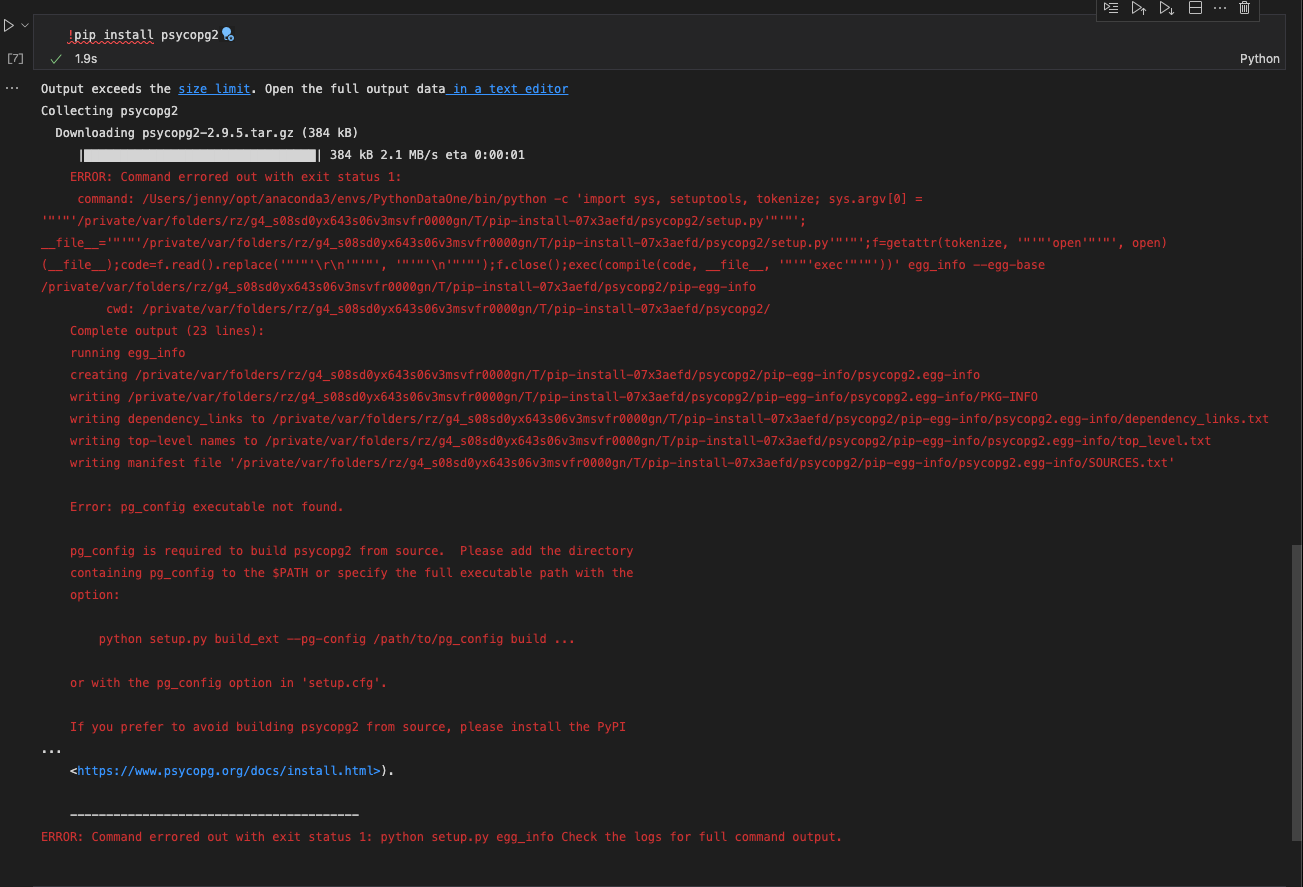 !pip install psycopg2
[7]
1.9s
Python
Output exceeds the size limit. Open the full output data in a text editor
Collecting psycopg2
  Downloading psycopg2-2.9.5.tar.gz (384 kB)
     || 384 kB 2.1 MB/s eta 0:00:01
    ERROR: Command errored out with exit status 1:
     command: /Users/jenny/opt/anaconda3/envs/PythonDataOne/bin/python -c 'import sys, setuptools, tokenize; sys.argv[0] =
'"'"'/private/var/folders/rz/g4_s08sd0yx643s06v3msvfr0000gn/T/pip-install-07x3aefd/psycopg2/setup.py'"'"';
__file__='"'"'/private/var/folders/rz/g4_s08sd0yx643s06v3msvfr0000gn/T/pip-install-07x3aefd/psycopg2/setup.py'"'"';f=getattr(tokenize, '"'"'open'"'"', open)
(__file__);code=f.read().replace('"'"'\r\n'"'"', '"'"'\n'"'"');f.close();exec(compile(code, __file__, '"'"'exec'"'"'))' egg_info --egg-base
/private/var/folders/rz/g4_s08sd0yx643s06v3msvfr0000gn/T/pip-install-07x3aefd/psycopg2/pip-egg-info
         cwd: /private/var/folders/rz/g4_s08sd0yx643s06v3msvfr0000gn/T/pip-install-07x3aefd/psycopg2/
    Complete output (23 lines):
    running egg_info
    creating /private/var/folders/rz/g4_s08sd0yx643s06v3msvfr0000gn/T/pip-install-07x3aefd/psycopg2/pip-egg-info/psycopg2.egg-info
    writing /private/var/folders/rz/g4_s08sd0yx643s06v3msvfr0000gn/T/pip-install-07x3aefd/psycopg2/pip-egg-info/psycopg2.egg-info/PKG-INFO
    writing dependency_links to /private/var/folders/rz/g4_s08sd0yx643s06v3msvfr0000gn/T/pip-install-07x3aefd/psycopg2/pip-egg-info/psycopg2.egg-info/dependency_links.txt
    writing top-level names to /private/var/folders/rz/g4_s08sd0yx643s06v3msvfr0000gn/T/pip-install-07x3aefd/psycopg2/pip-egg-info/psycopg2.egg-info/top_level.txt
    writing manifest file '/private/var/folders/rz/g4_s08sd0yx643s06v3msvfr0000gn/T/pip-install-07x3aefd/psycopg2/pip-egg-info/psycopg2.egg-info/SOURCES.txt'

    Error: pg_config executable not found.

    pg_config is required to build psycopg2 from source.  Please add the directory
    containing pg_config to the $PATH or specify the full executable path with the
    option:

        python setup.py build_ext --pg-config /path/to/pg_config build ...

    or with the pg_config option in 'setup.cfg'.

    If you prefer to avoid building psycopg2 from source, please install the PyPI
...
    <https://www.psycopg.org/docs/install.html>).

    ----------------------------------------
ERROR: Command errored out with exit status 1: python setup.py egg_info Check the logs for full command output.